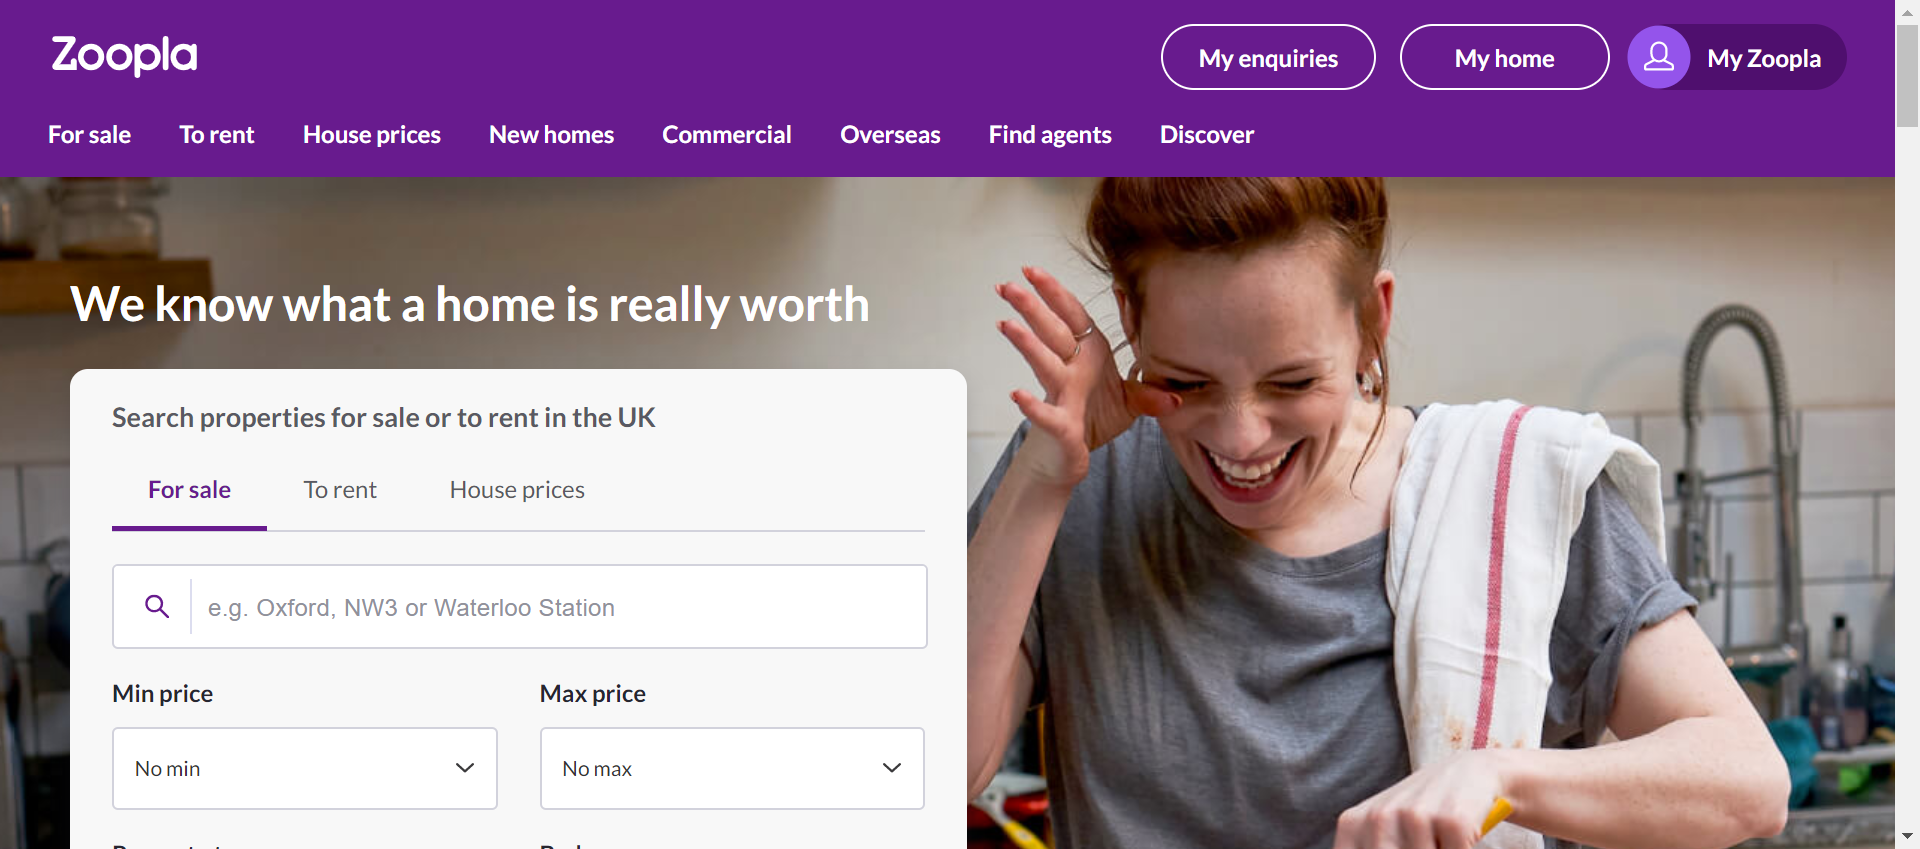 Zoopla
My enquiries
My home
My Zoopla
For sale
To rent
House prices
New homes
Commercial
Overseas
Find agents
Discover
We know what a home is really worth
Search properties for sale or to rent in the UK
For sale
To rent
House prices
e.g. Oxford, NW3 or Waterloo Station
Min price
Max price
No min
No max